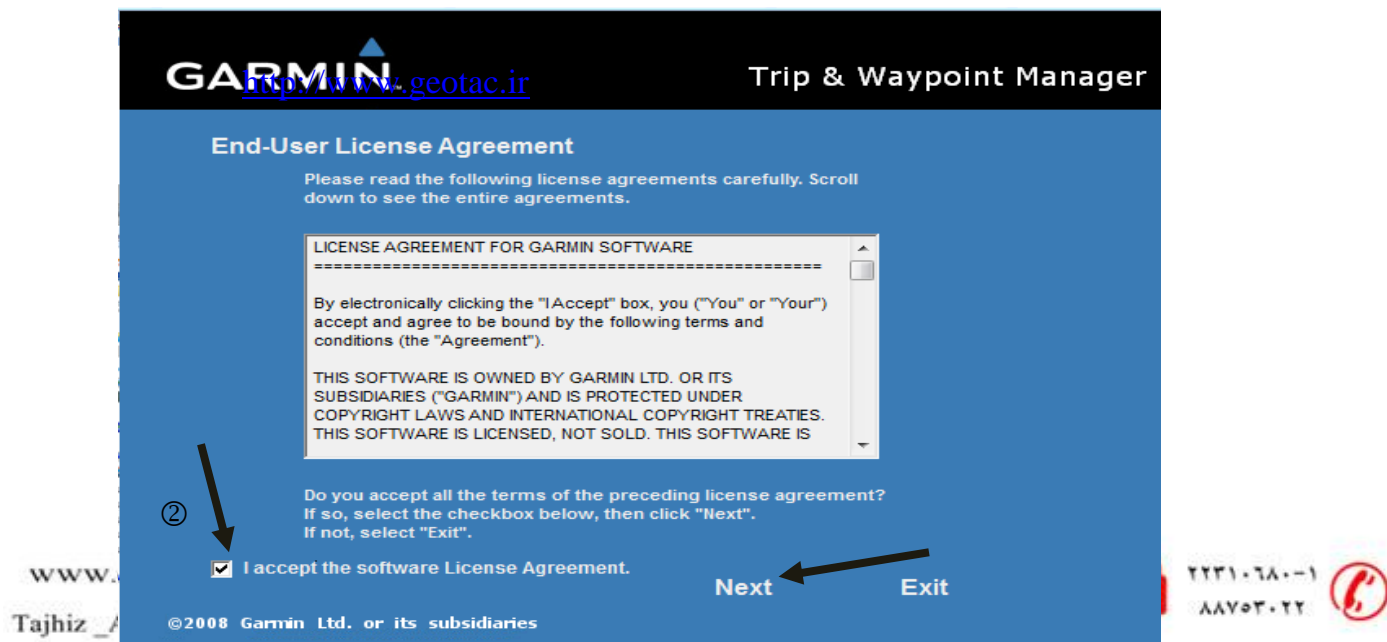 GARMIN
http://www.geotac.ir
Trip & Waypoint Manager
End-User License Agreement
Please read the following license agreements carefully. Scroll
down to see the entire agreements.
LICENSE AGREEMENT FOR GARMIN SOFTWARE
====================================================
By electronically clicking the "I Accept" box, you ("You" or "Your")
accept and agree to be bound by the following terms and
conditions (the "Agreement").
THIS SOFTWARE IS OWNED BY GARMIN LTD. OR ITS
SUBSIDIARIES ("GARMIN") AND IS PROTECTED UNDER
COPYRIGHT LAWS AND INTERNATIONAL COPYRIGHT TREATIES.
THIS SOFTWARE IS LICENSED, NOT SOLD. THIS SOFTWARE IS
Do you accept all the terms of the preceding license agreement?
②
If so, select the checkbox below, then click "Next".
If not, select "Exit".
I accept the software License Agreement.
Next
Exit
©2008 Garmin Ltd. or its subsidiaries
www.
Tajhiz _
۲۲۳۱۰۶۸۰-۱
۸۸۷۵۳۰۲۲